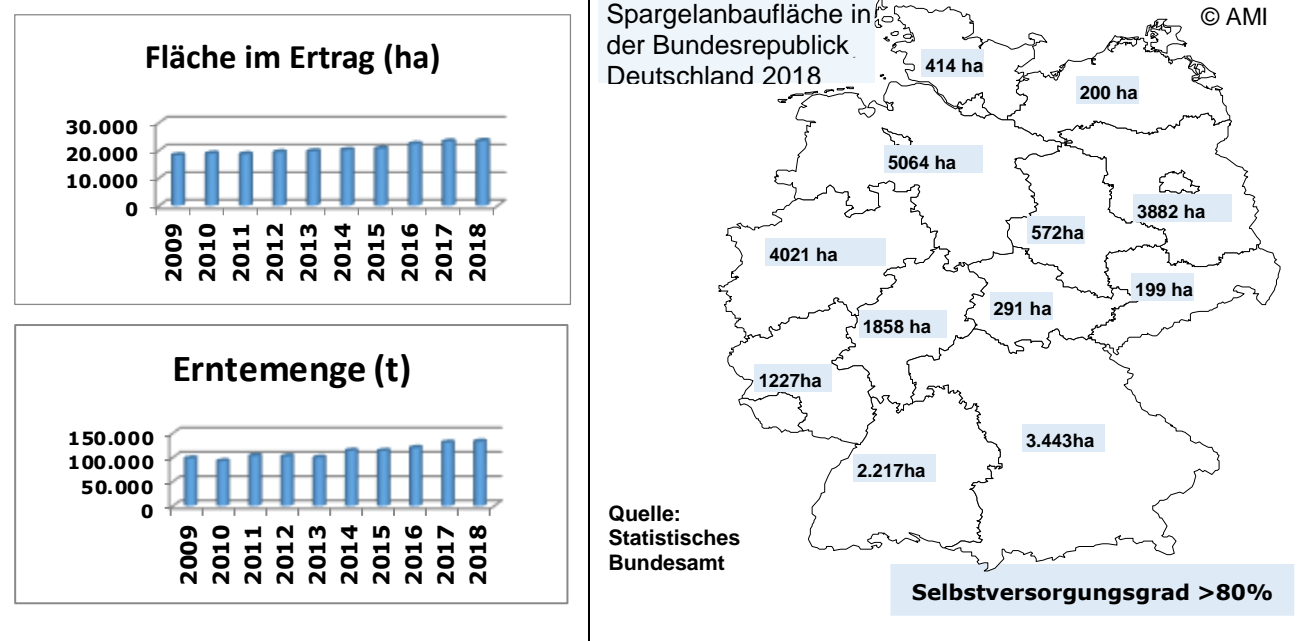 Fläche im Ertrag (ha)
30.000
20.000
10.000
0
2009
2010
2011
2012
2013
2014
2015
2016
2017
2018
Erntemenge (t)
150.000
100.000
50.000
0
2009
2010
2011
2012
2013
2014
2015
2016
2017
2018
Spargelanbaufläche in
der Bundesrepublick
Deutschland 2018
© AMI
414 ha
200 ha
5064 ha
3882 ha
572ha
4021 ha
199 ha
291 ha
1858 ha
1227ha
3.443ha
2.217ha
Quelle:
Statistisches
Bundesamt
Selbstversorgungsgrad >80%